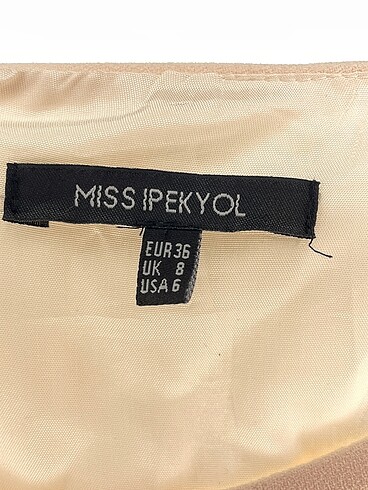 MISS IPEKYOL
EUR 36
UK 8
USA 6